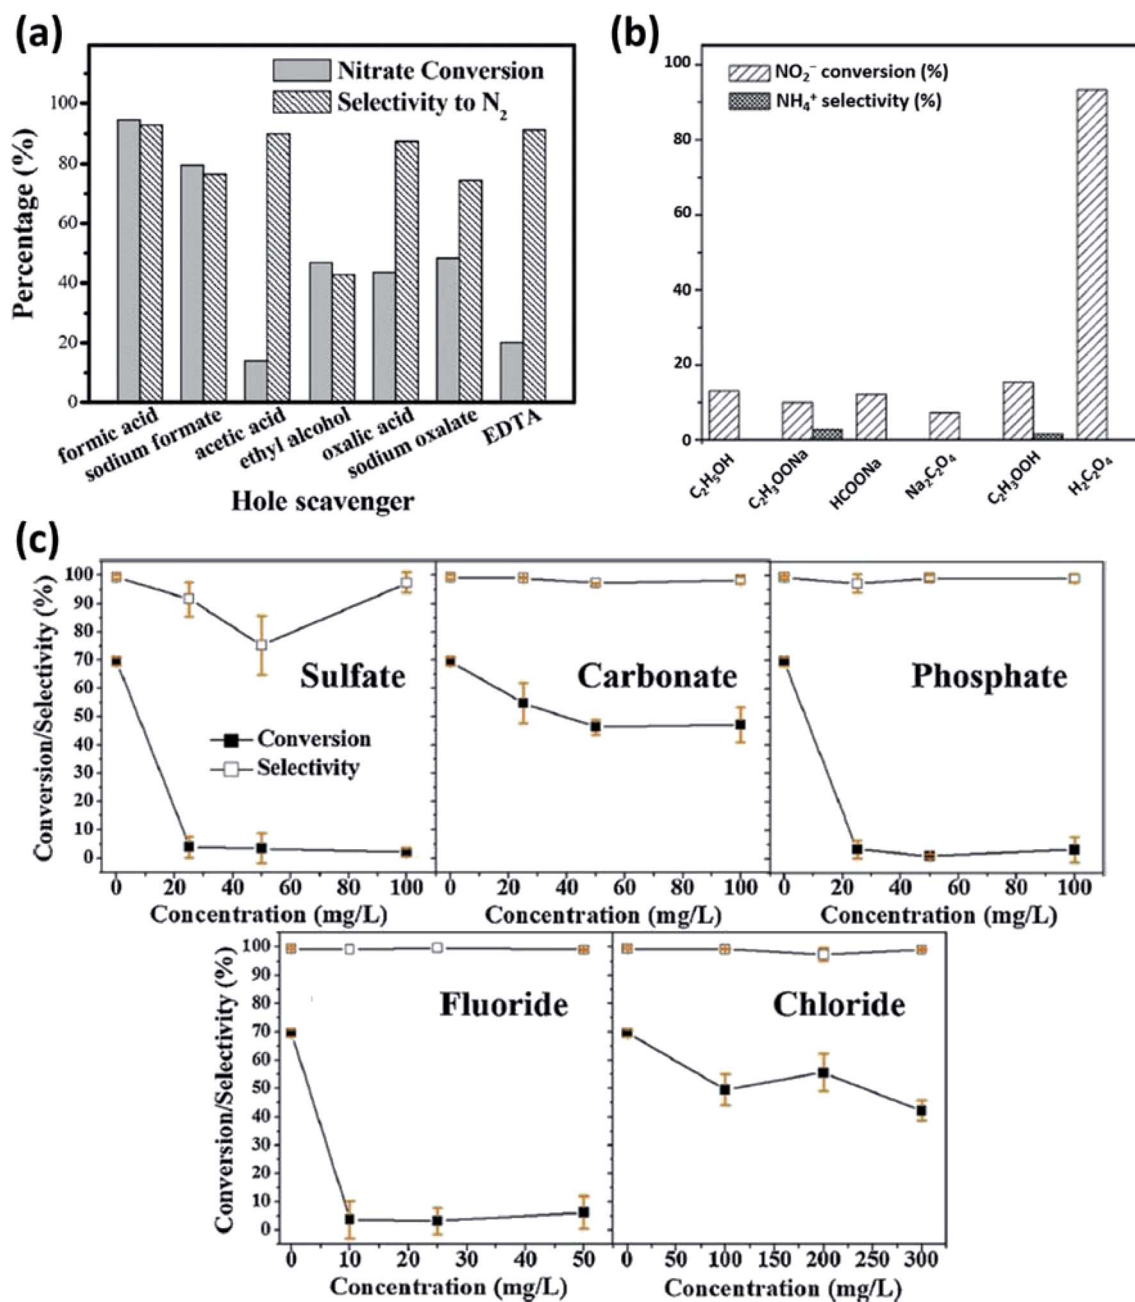 (a)
Nitrate Conversion
Selectivity to N₂
Percentage (%)
100
80
60
40
20
0
formic acid
sodium formate
acetic acid
ethyl alcohol
oxalic acid
sodium oxalate
EDTA
Hole scavenger
(b)
NO₂⁻ conversion (%)
NH₄⁺ selectivity (%)
100
80
60
40
20
0
C₂H₅OH
C₂H₃OONa
HCOONa
Na₂C₂O₄
C₂H₃OOH
H₂C₂O₄
(c)
Conversion/Selectivity (%)
100
90
80
70
60
50
40
30
20
10
0
Sulfate
Conversion
Selectivity
0 20 40 60 80 100
Concentration (mg/L)
Carbonate
0 20 40 60 80 100
Concentration (mg/L)
Phosphate
0 20 40 60 80 100
Concentration (mg/L)
Conversion/Selectivity (%)
100
90
80
70
60
50
40
30
20
10
0
Fluoride
0 10 20 30 40 50
Concentration (mg/L)
Chloride
0 50 100 150 200 250 300
Concentration (mg/L)